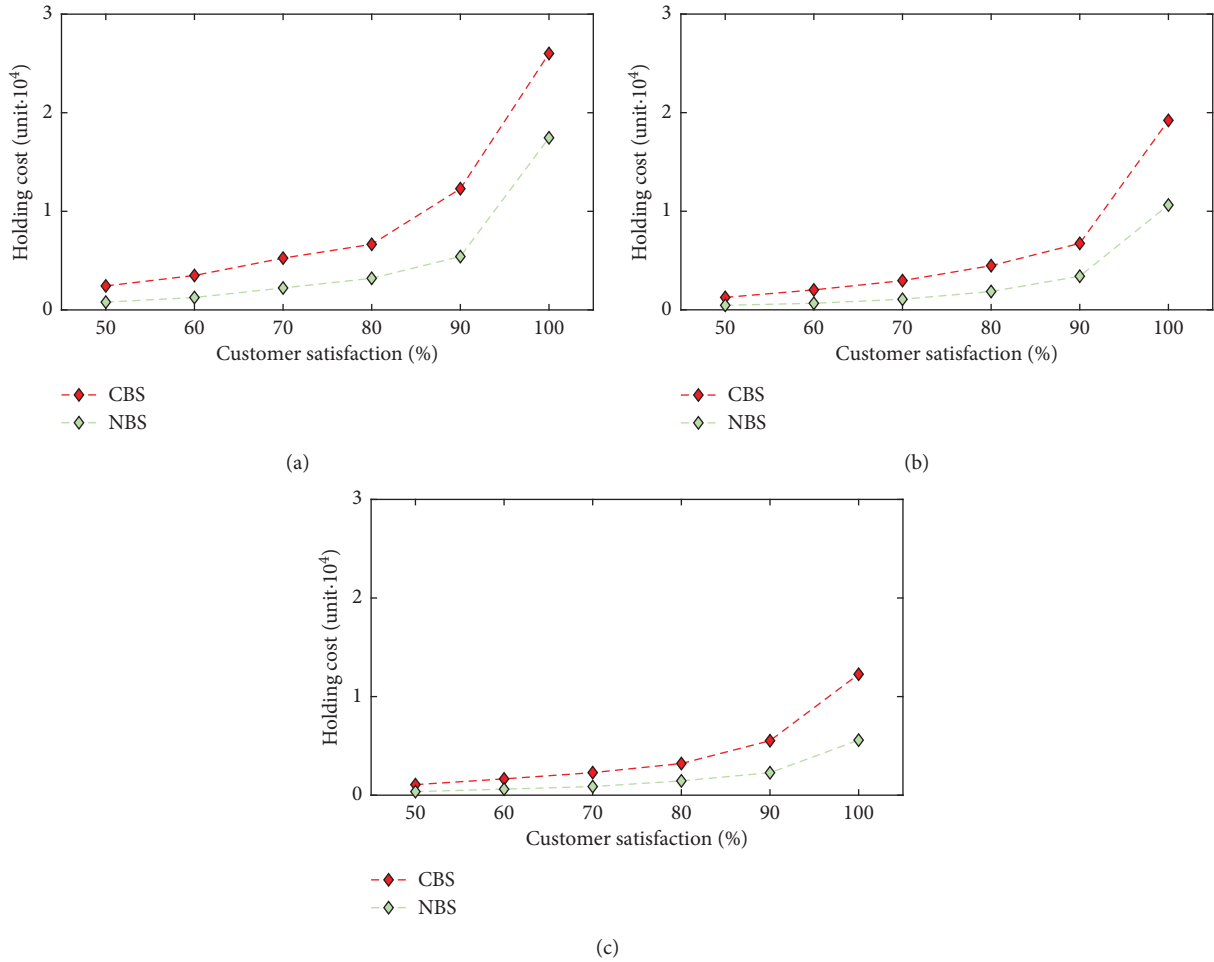 3
2
1
0
Holding cost (unit·10⁴)
50 60 70 80 90 100
Customer satisfaction (%)
CBS
NBS
(a)
3
2
1
0
Holding cost (unit·10⁴)
50 60 70 80 90 100
Customer satisfaction (%)
CBS
NBS
(b)
3
2
1
0
Holding cost (unit·10⁴)
50 60 70 80 90 100
Customer satisfaction (%)
CBS
NBS
(c)